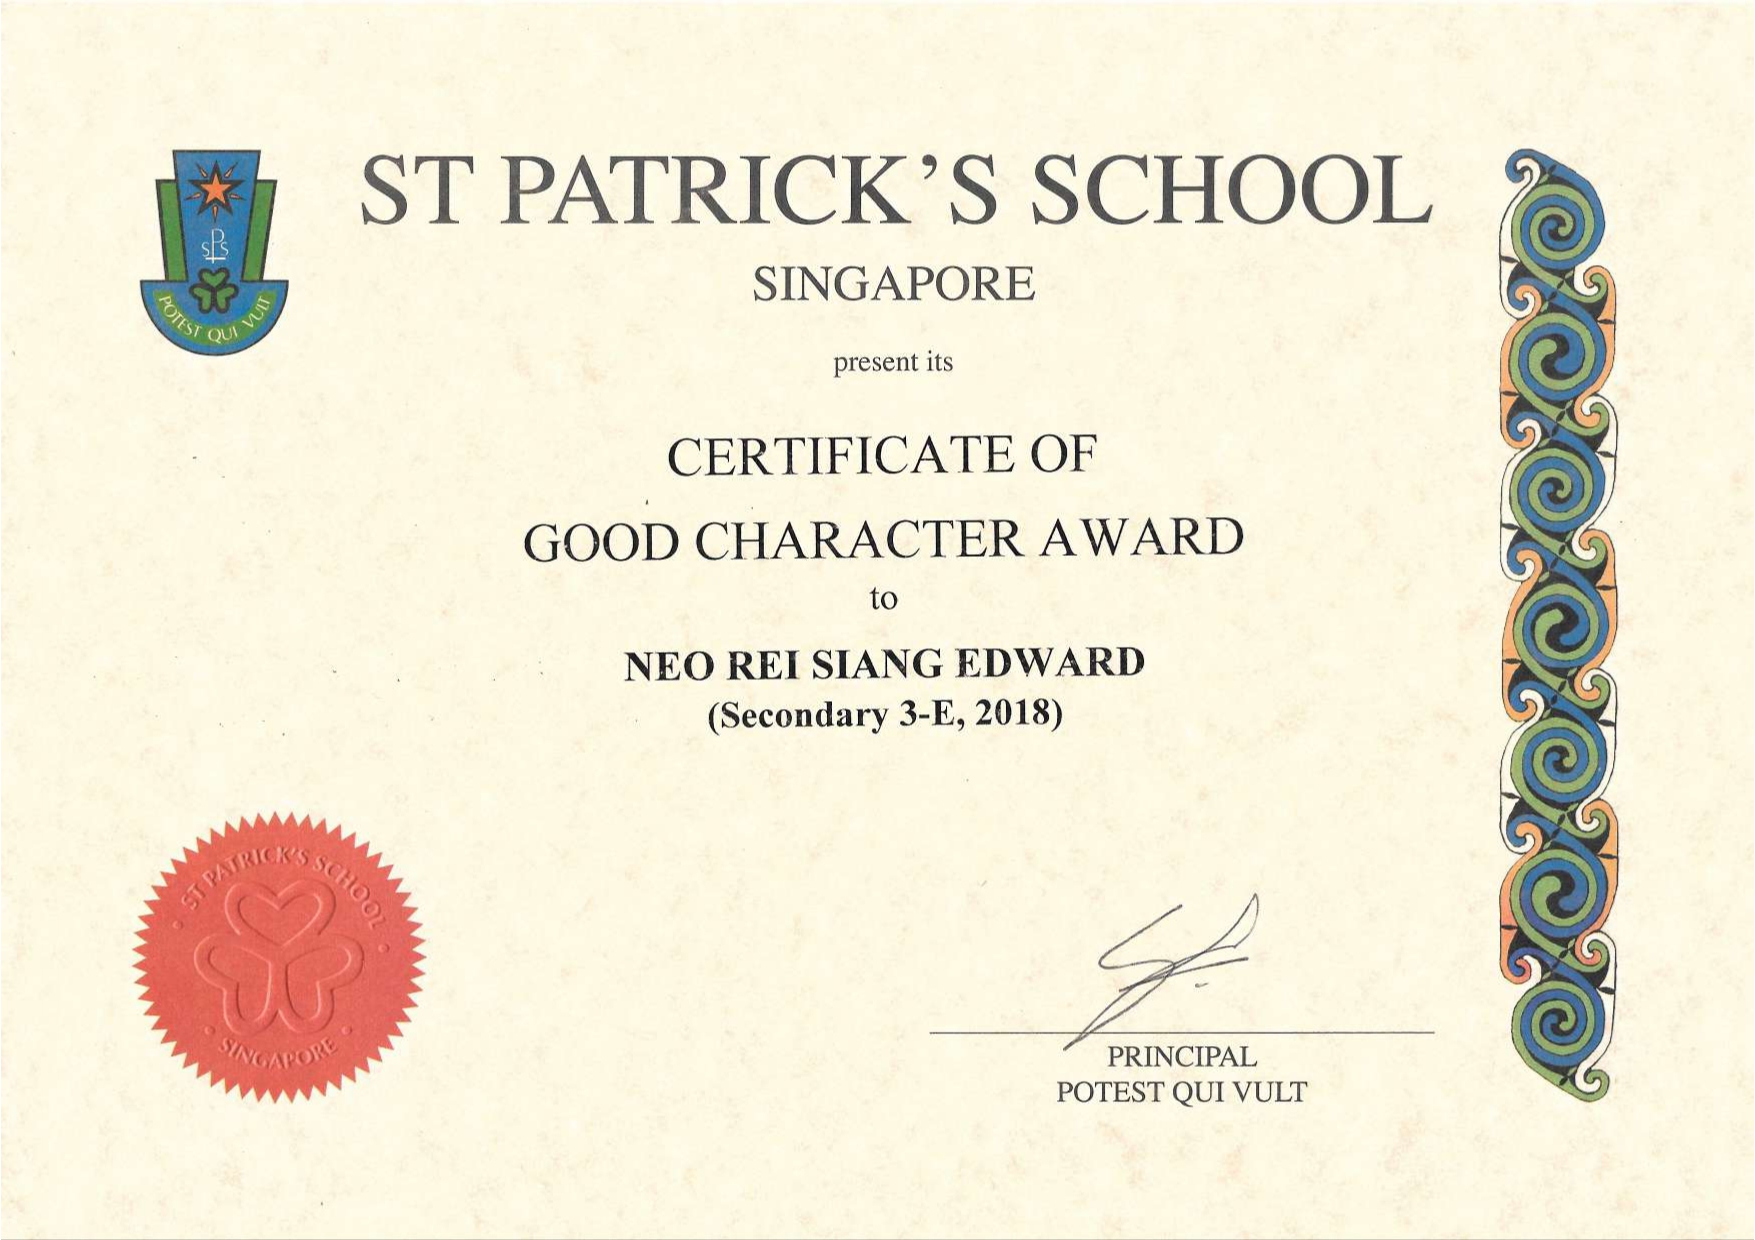 ST PATRICK'S SCHOOL
SINGAPORE
present its
CERTIFICATE OF
GOOD CHARACTER AWARD
to
NEO REI SIANG EDWARD
(Secondary 3-E, 2018)
PRINCIPAL
POTEST QUI VULT
SPS
POTEST QUI VULT
ST PATRICK'S SCHOOL
SINGAPORE